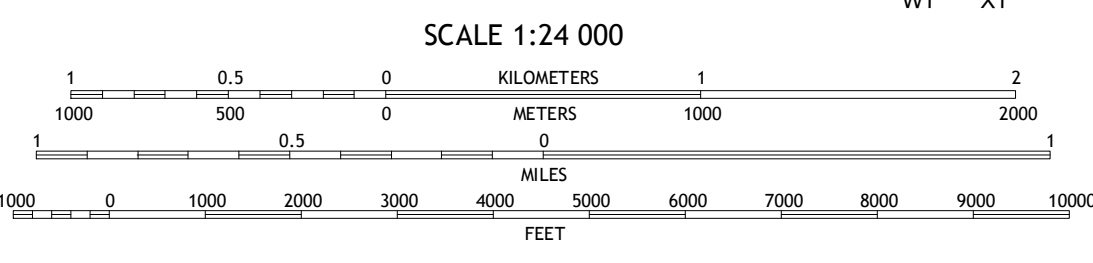 SCALE 1:24 000
1 0.5 0 KILOMETERS 1 2
1000 500 0 METERS 1000 2000
1 0.5 0 1
MILES
1000 0 1000 2000 3000 4000 5000 6000 7000 8000 9000 10000
FEET